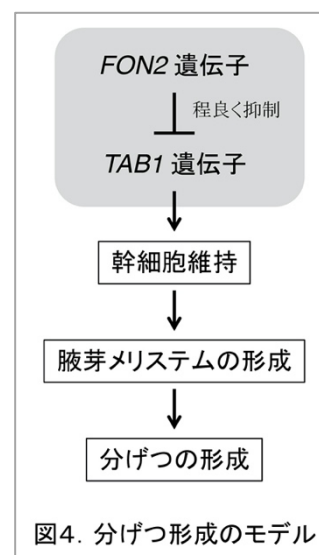 FON2 遺伝子
程良く抑制
TAB1 遺伝子
幹細胞維持
腋芽メリステムの形成
分げつの形成
図4. 分げつ形成のモデル